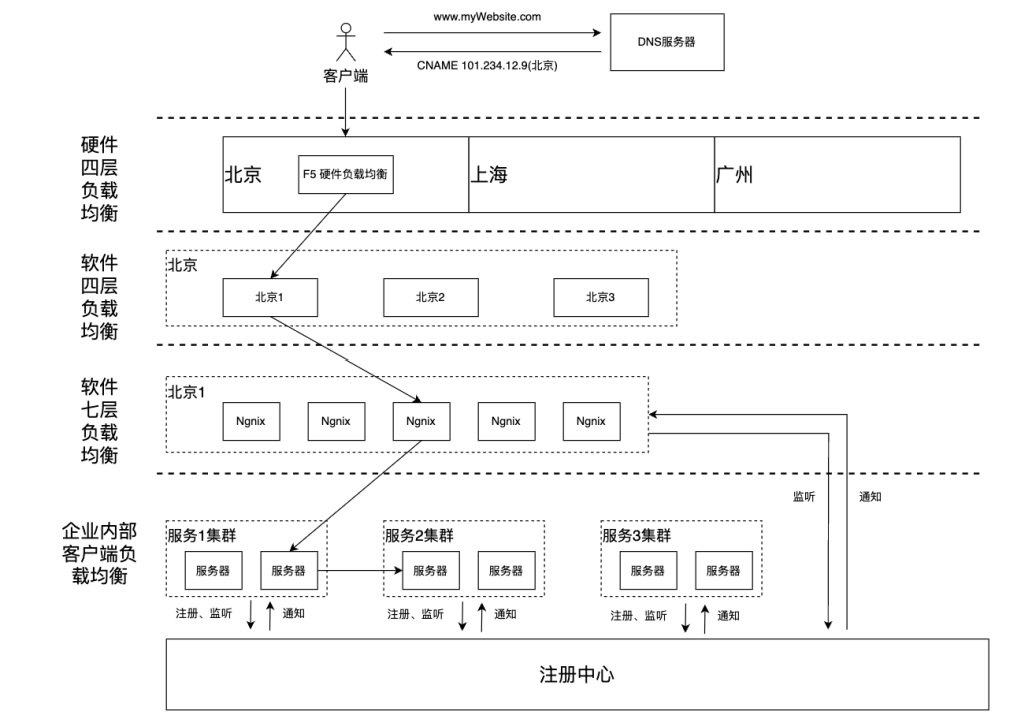 www.myWebsite.com
DNS服务器
CNAME 101.234.12.9(北京)
客户端
硬件
四层
负载
均衡
北京
F5 硬件负载均衡
上海
广州
软件
四层
负载
均衡
北京
北京1
北京2
北京3
软件
七层
负载
均衡
北京1
Ngnix
Ngnix
Ngnix
Ngnix
Ngnix
监听
通知
企业内部
客户端负
载均衡
服务1集群
服务器
服务器
服务2集群
服务器
服务器
服务3集群
服务器
服务器
注册、监听
通知
注册、监听
通知
注册、监听
通知
注册中心